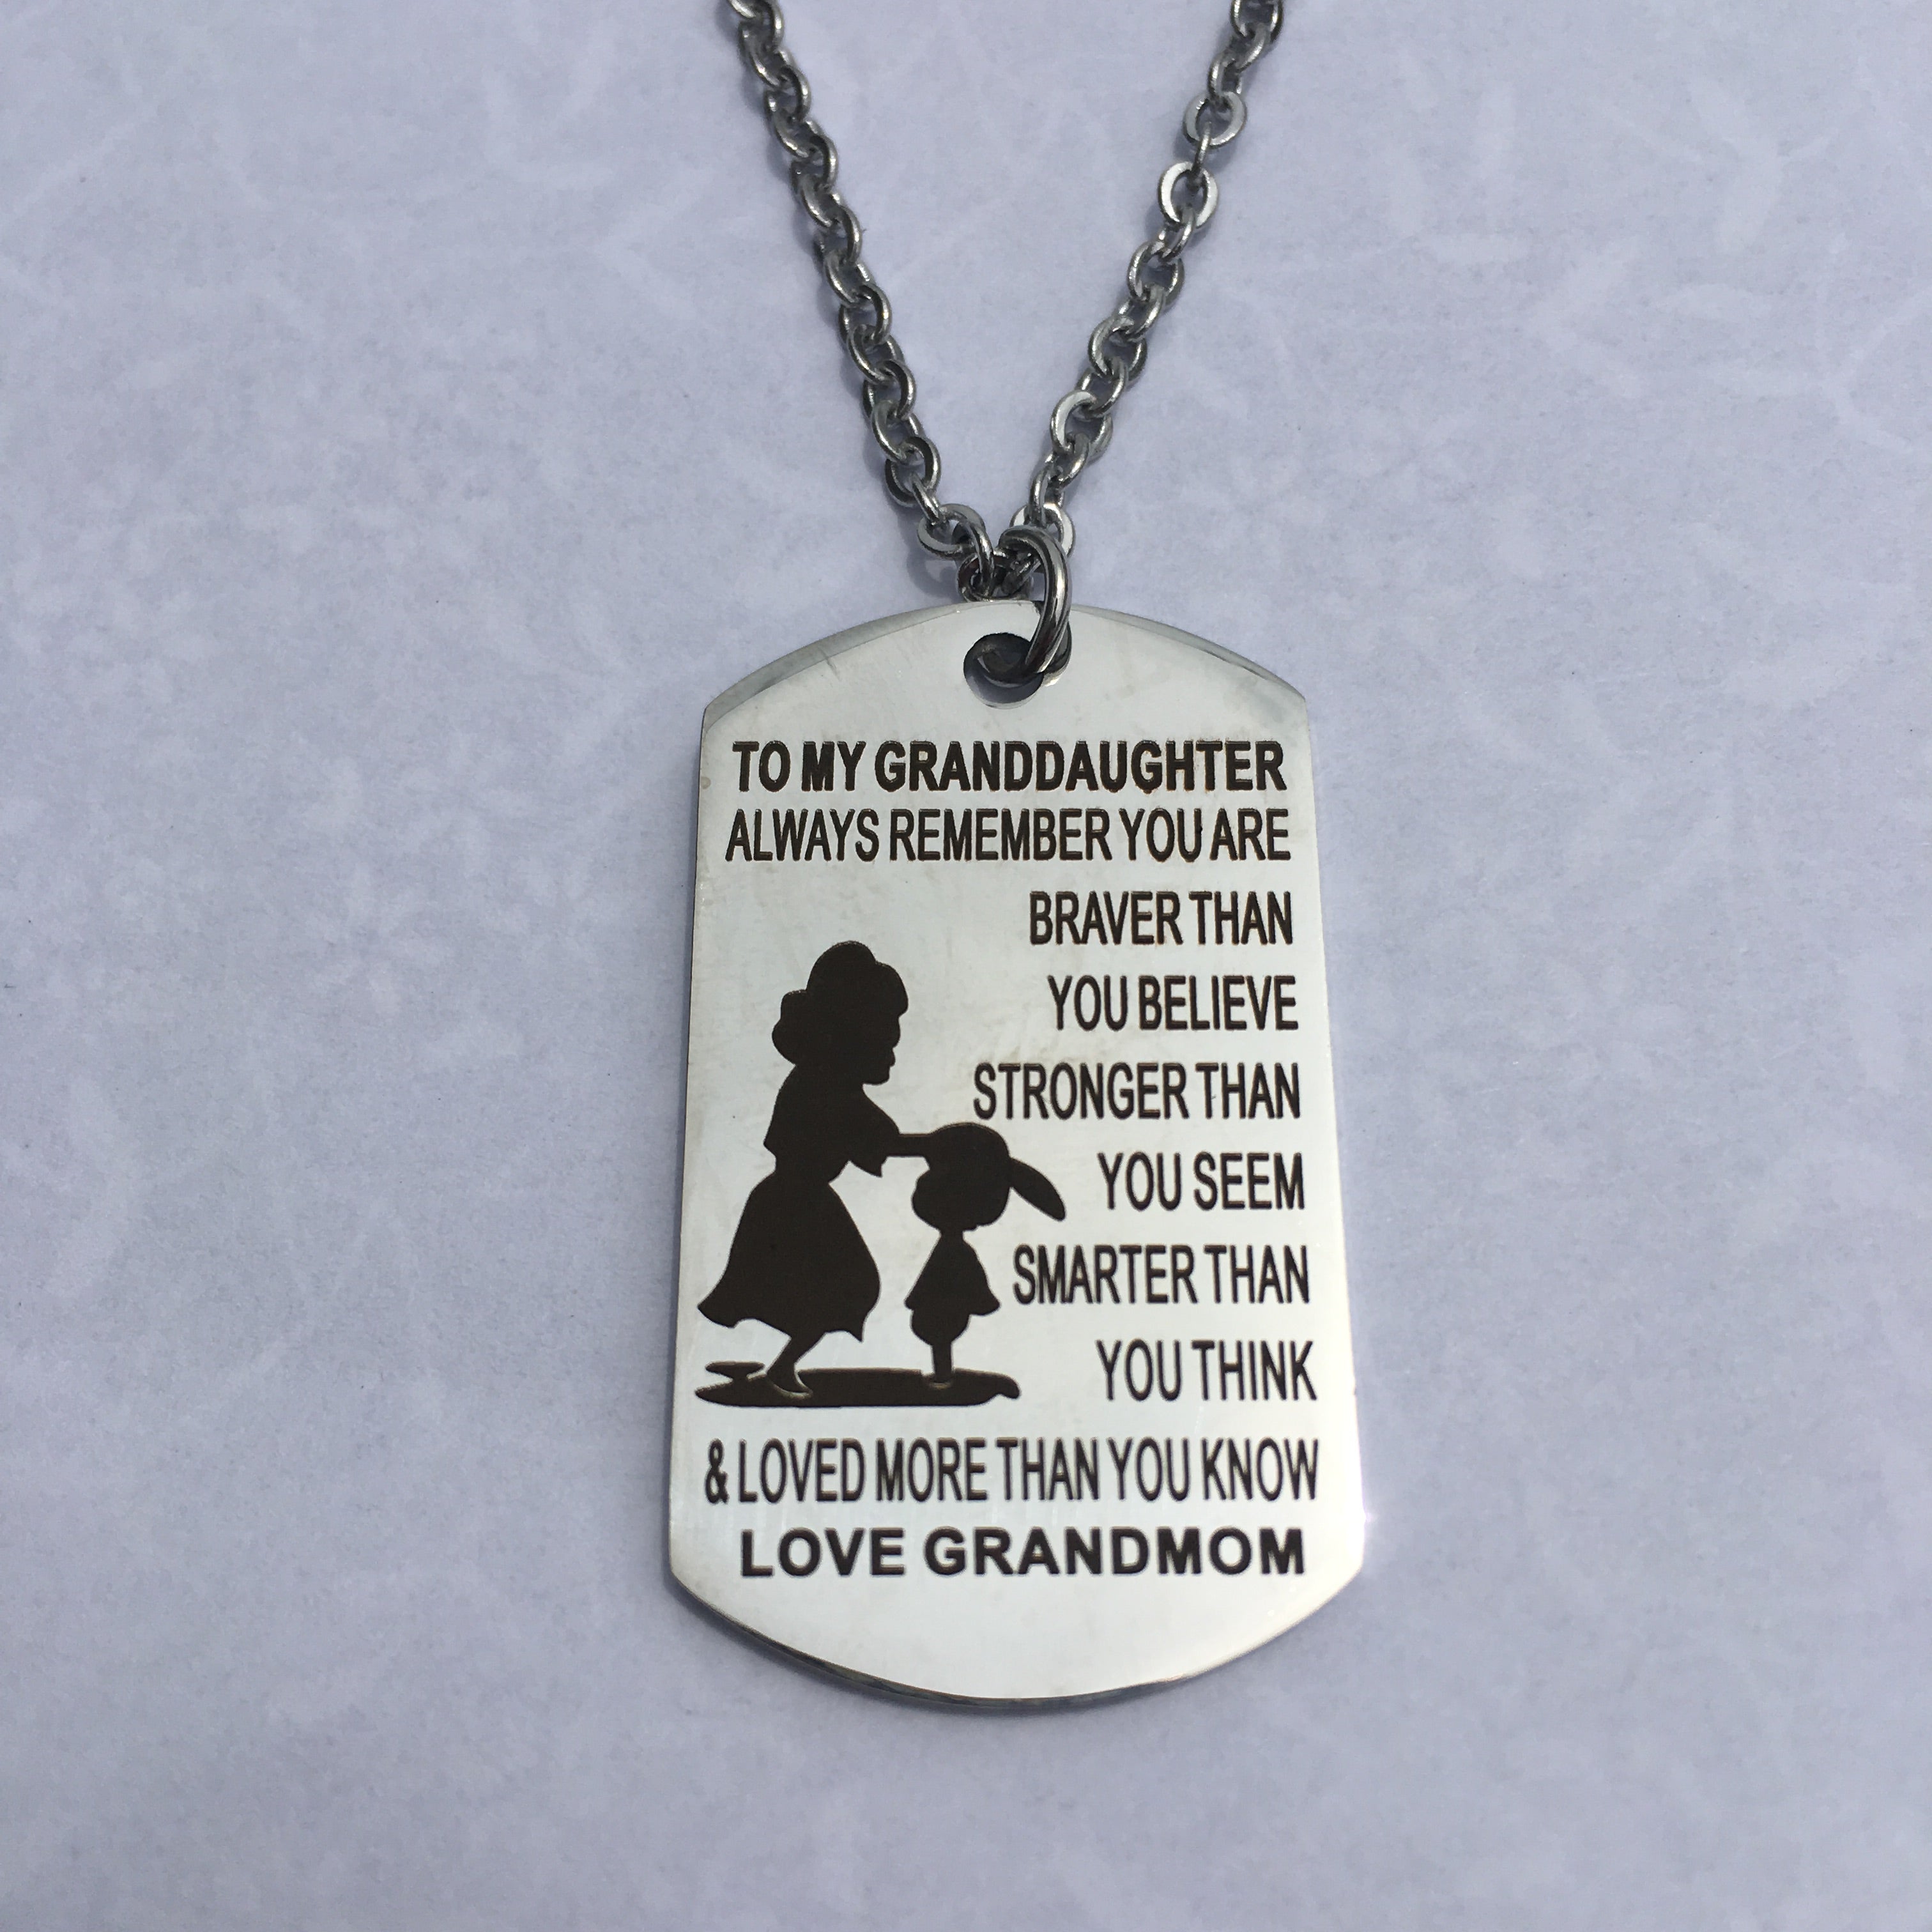 TO MY GRANDDAUGHTER
ALWAYS REMEMBER YOU ARE
BRAVER THAN
YOU BELIEVE
STRONGER THAN
YOU SEEM
SMARTER THAN
YOU THINK
& LOVED MORE THAN YOU KNOW
LOVE GRANDMOM